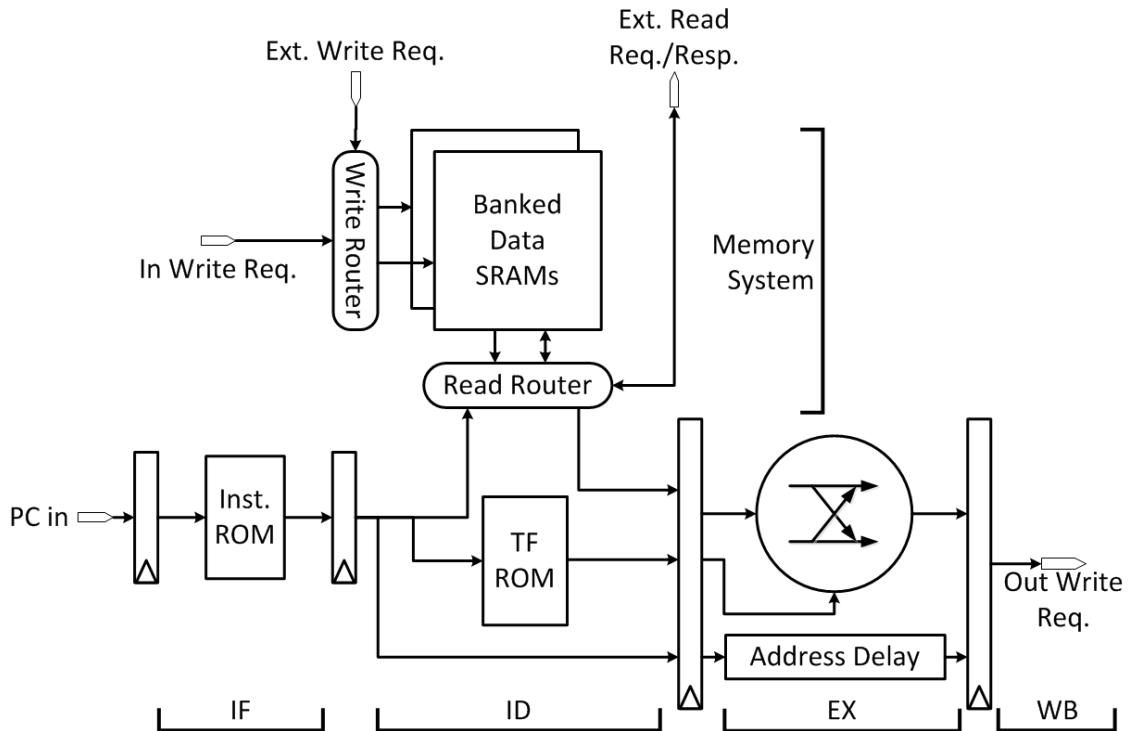 Ext. Write Req.
Ext. Read
Req./Resp.
Write Router
Banked
Data
SRAMs
In Write Req.
Memory
System
Read Router
PC in
Inst.
ROM
TF
ROM
Out Write
Req.
Address Delay
IF
ID
EX
WB